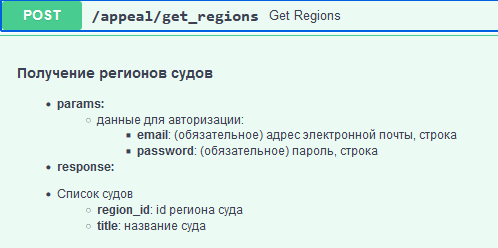 POST /appeal/get_regions Get Regions
Получение регионов судов
params:
данные для авторизации:
email: (обязательное) адрес электронной почты, строка
password: (обязательное) пароль, строка
response:
Список судов
region_id: id региона суда
title: название суда